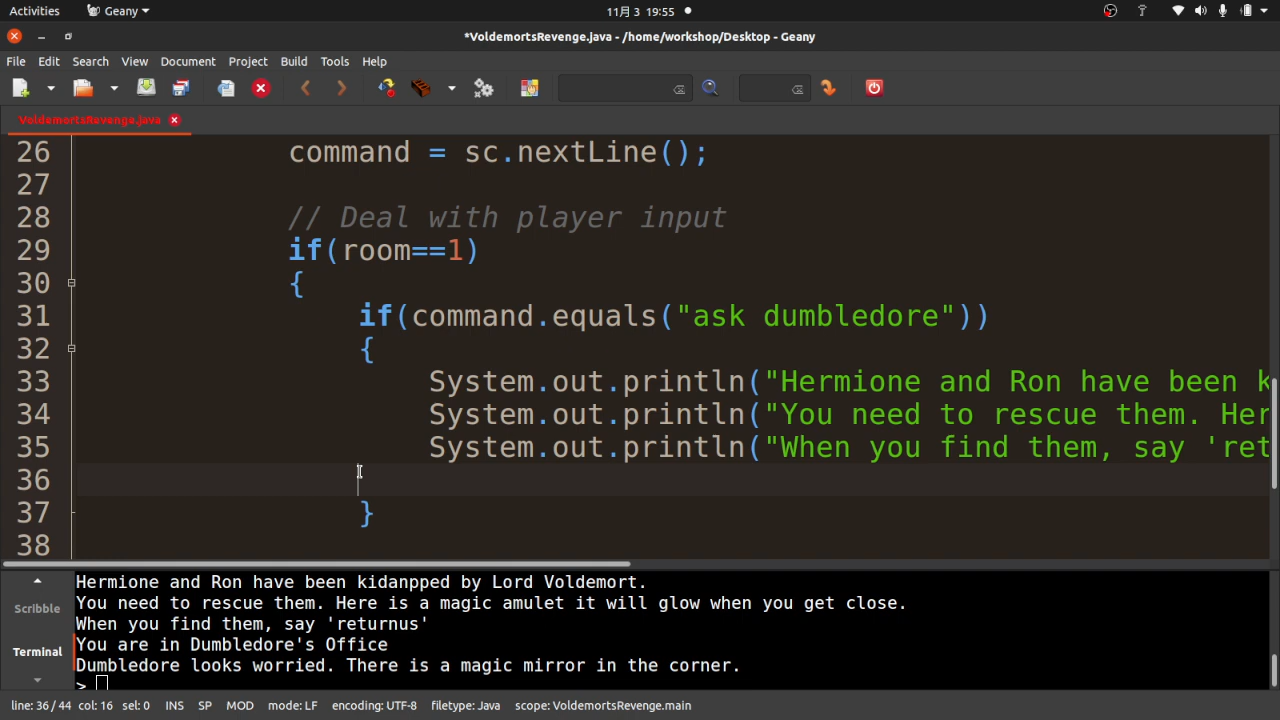 Activities Geany 11月 3 19:55
*VoldemortsRevenge.java - /home/workshop/Desktop - Geany
File Edit Search View Document Project Build Tools Help
VoldemortsRevenge.java
26 command = sc.nextLine();
27
28 // Deal with player input
29 if(room==1)
30 {
31 if(command.equals("ask dumbledore"))
32 {
33 System.out.println("Hermione and Ron have been k
34 System.out.println("You need to rescue them. Her
35 System.out.println("When you find them, say 'ret
36
37 }
38
Scribble
Terminal
Hermione and Ron have been kidanpped by Lord Voldemort.
You need to rescue them. Here is a magic amulet it will glow when you get close.
When you find them, say 'returnus'
You are in Dumbledore's Office
Dumbledore looks worried. There is a magic mirror in the corner.
>
line: 36 / 44 col: 16 sel: 0 INS SP MOD mode: LF encoding: UTF-8 filetype: Java scope: VoldemortsRevenge.main